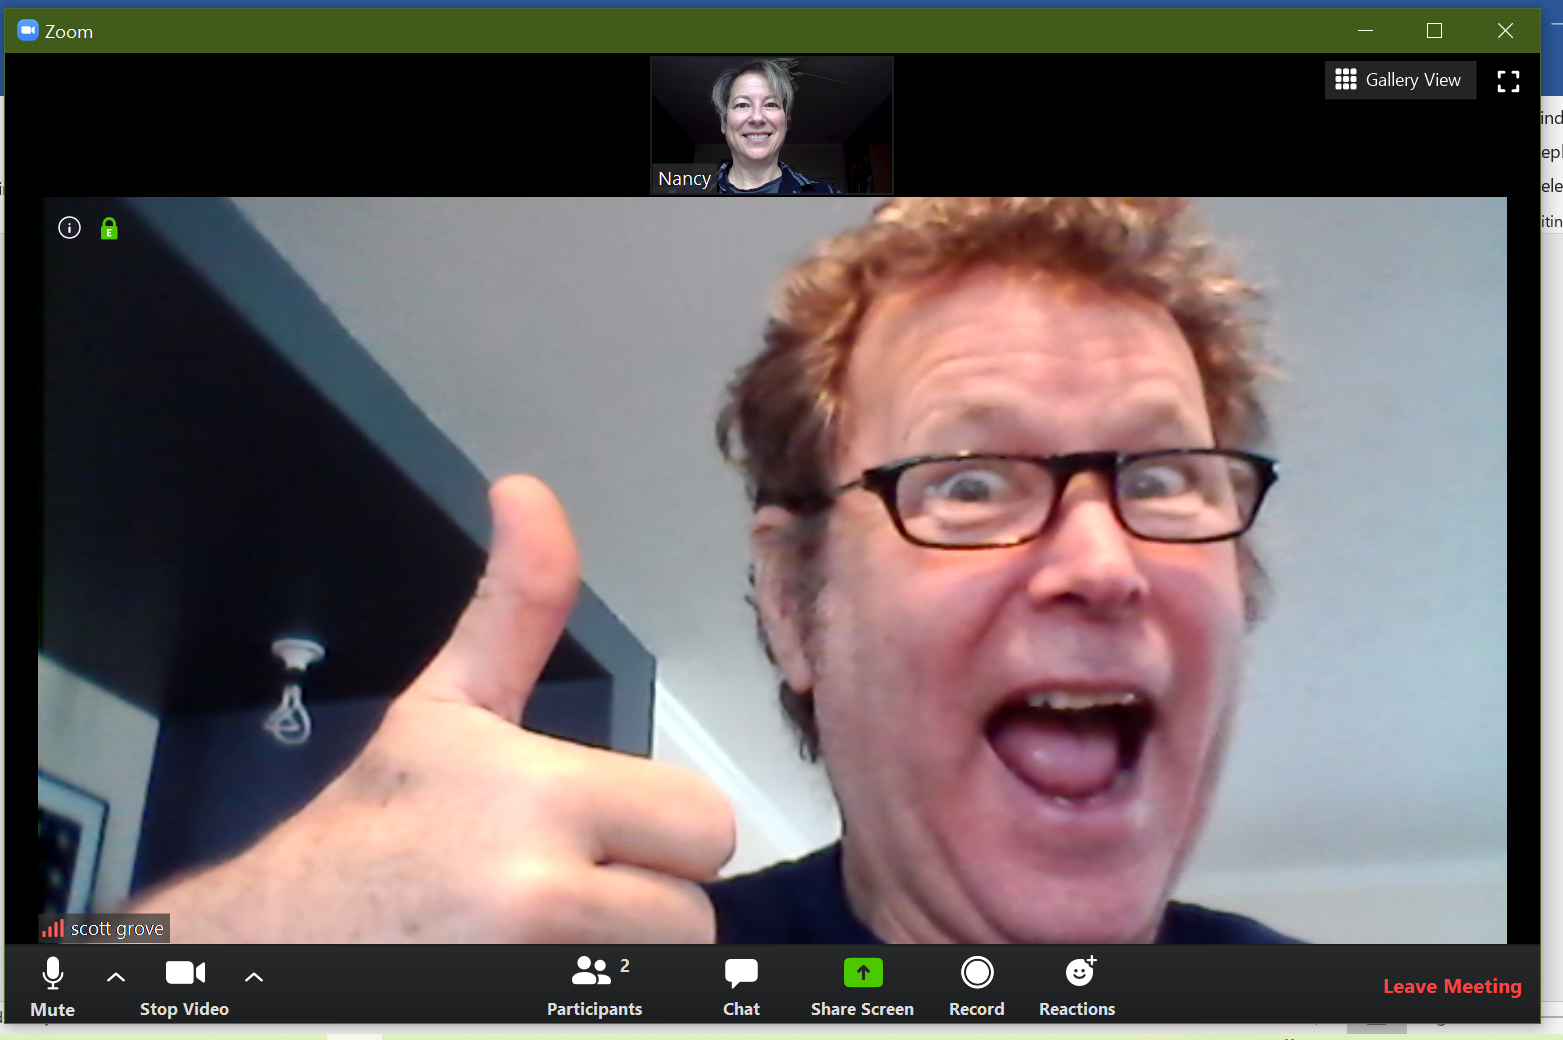 Zoom
Gallery View
Nancy
E
scott grove
2
Mute
Stop Video
Participants
Chat
Share Screen
Record
Reactions
Leave Meeting